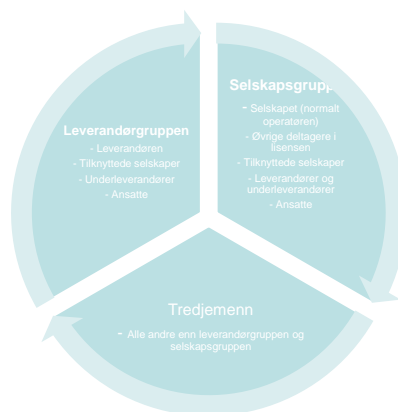 Leverandørgruppen
- Leverandøren
- Tilknyttede selskaper
- Underleverandører
- Ansatte
Selskapsgrupp
- Selskapet (normalt
operatøren)
- Øvrige deltagere i
lisensen
- Tilknyttede selskaper
- Leverandører og
underleverandører
- Ansatte
Tredjemenn
- Alle andre enn leverandørgruppen og
selskapsgruppen